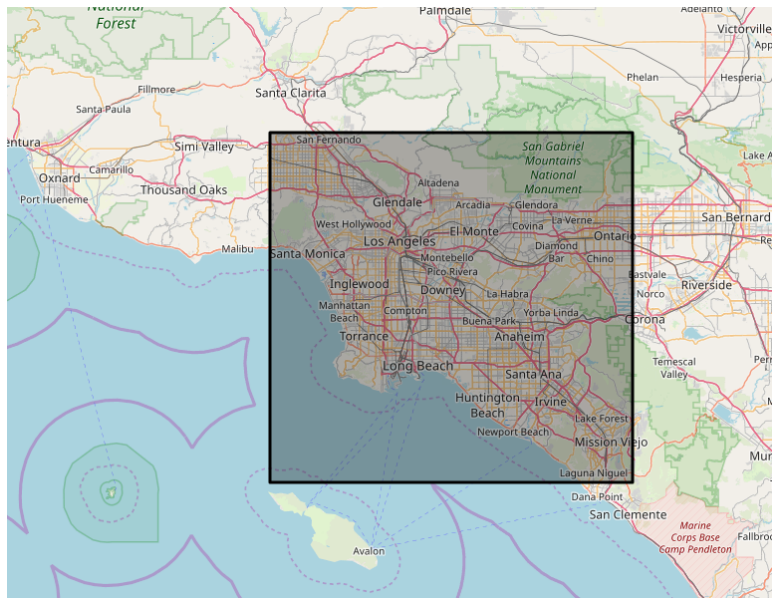 National
Forest
Palmdale
Adelanto
Victorville
App
Phelan
Hesperia
Fillmore
Santa Clarita
Santa Paula
San Fernando
entura
Simi Valley
San Gabriel
Mountains
National
Monument
Lake A
Camarillo
Oxnard
Thousand Oaks
Altadena
Port Hueneme
Glendale
Arcadia
Glendora
West Hollywood
El Monte
Covina
La Verne
San Bernard
Los Angeles
Ontario
Malibu
Santa Monica
Diamond
Bar
Montebello
Chino
Re
Pico Rivera
Eastvale
Inglewood
Downey
La Habra
Norco
Riverside
Manhattan
Beach
Compton
Buena Park
Yorba Linda
Corona
Torrance
Anaheim
Long Beach
Temescal
Valley
Per
Santa Ana
Huntington
Beach
Irvine
M
Lake Forest
Newport Beach
Mission Viejo
Mur
Laguna Niguel
Dana Point
San Clemente
Marine
Corps Base
Camp Pendleton
Fallbro
Avalon